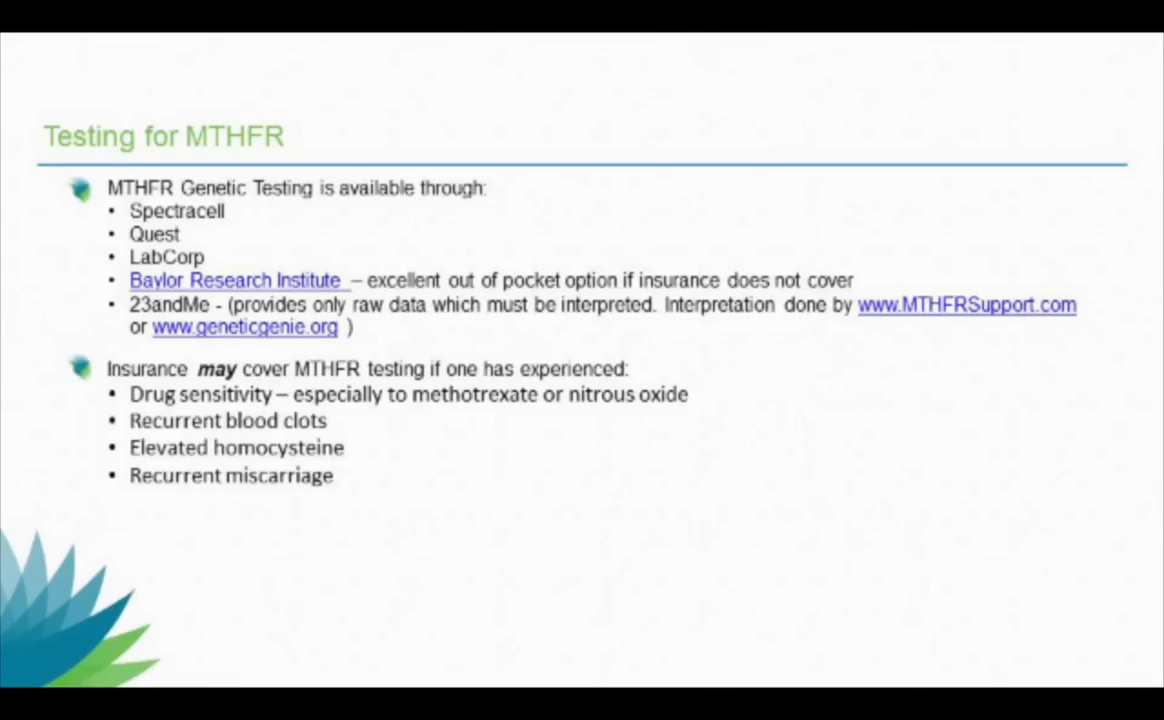 Testing for MTHFR
MTHFR Genetic Testing is available through:
• Spectracell
• Quest
• LabCorp
• Baylor Research Institute – excellent out of pocket option if insurance does not cover
• 23andMe - (provides only raw data which must be interpreted. Interpretation done by www.MTHFRSupport.com
or www.geneticgenie.org )
Insurance may cover MTHFR testing if one has experienced:
• Drug sensitivity – especially to methotrexate or nitrous oxide
• Recurrent blood clots
• Elevated homocysteine
• Recurrent miscarriage